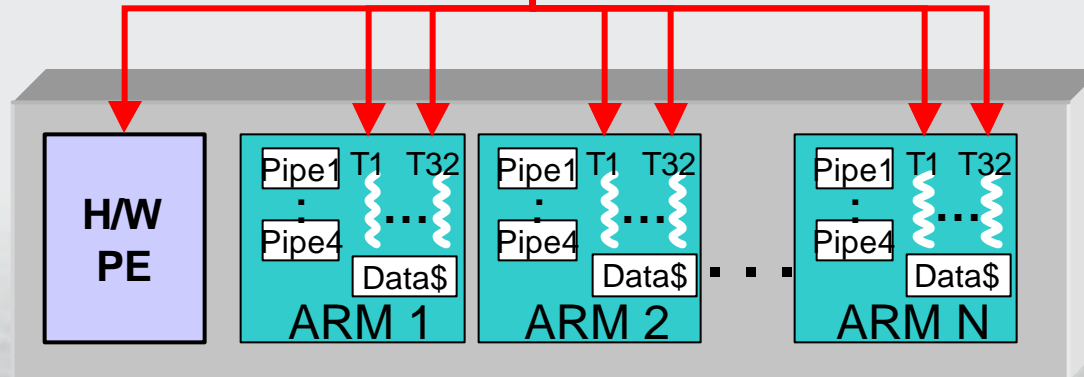 H/W
PE
Pipe1 T1 T32
:
...
Pipe4
Data$
ARM 1
Pipe1 T1 T32
:
...
Pipe4
Data$
ARM 2
. . .
Pipe1 T1 T32
:
...
Pipe4
Data$
ARM N